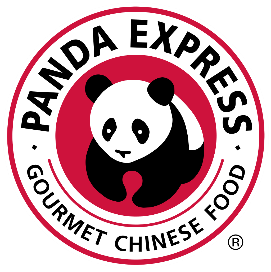 PANDA EXPRESS
· GOURMET CHINESE FOOD ·
®